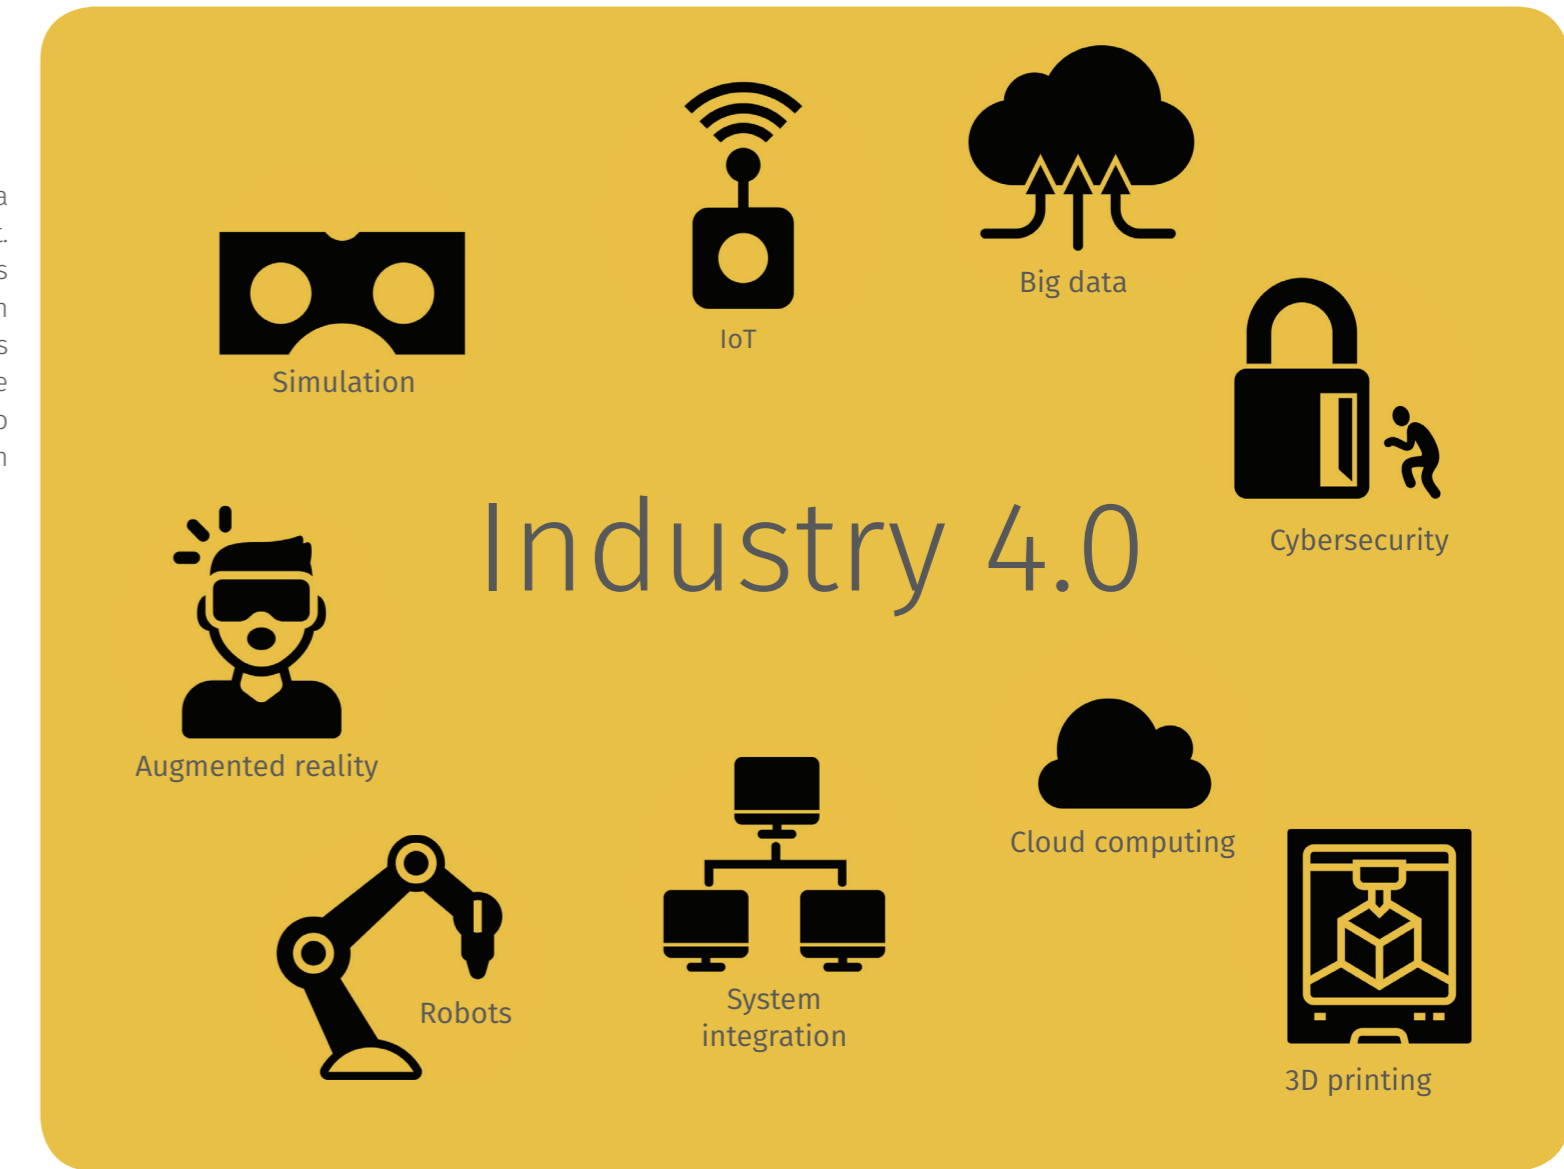 Big data
IoT
Simulation
Industry 4.0
Cybersecurity
Augmented reality
Cloud computing
System
integration
Robots
3D printing